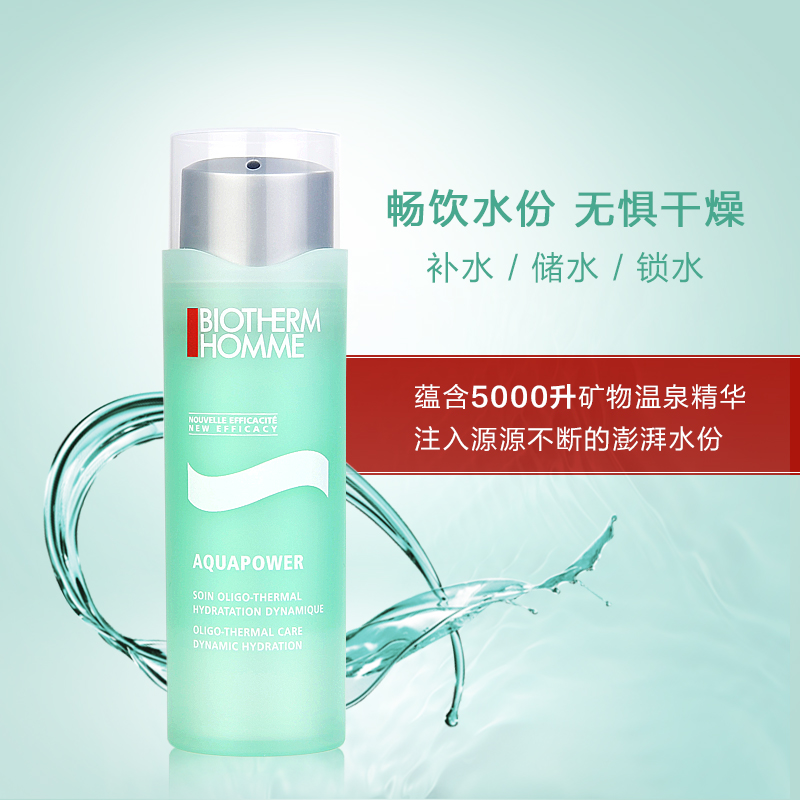 畅饮水份 无惧干燥
补水 / 储水 / 锁水
蕴含5000升矿物温泉精华
注入源源不断的澎湃水份
BIOTHERM
HOMME
NOUVELLE EFFICACITÉ
NEW EFFICACY
AQUAPOWER
SOIN OLIGO-THERMAL
HYDRATATION DYNAMIQUE
OLIGO-THERMAL CARE
DYNAMIC HYDRATION